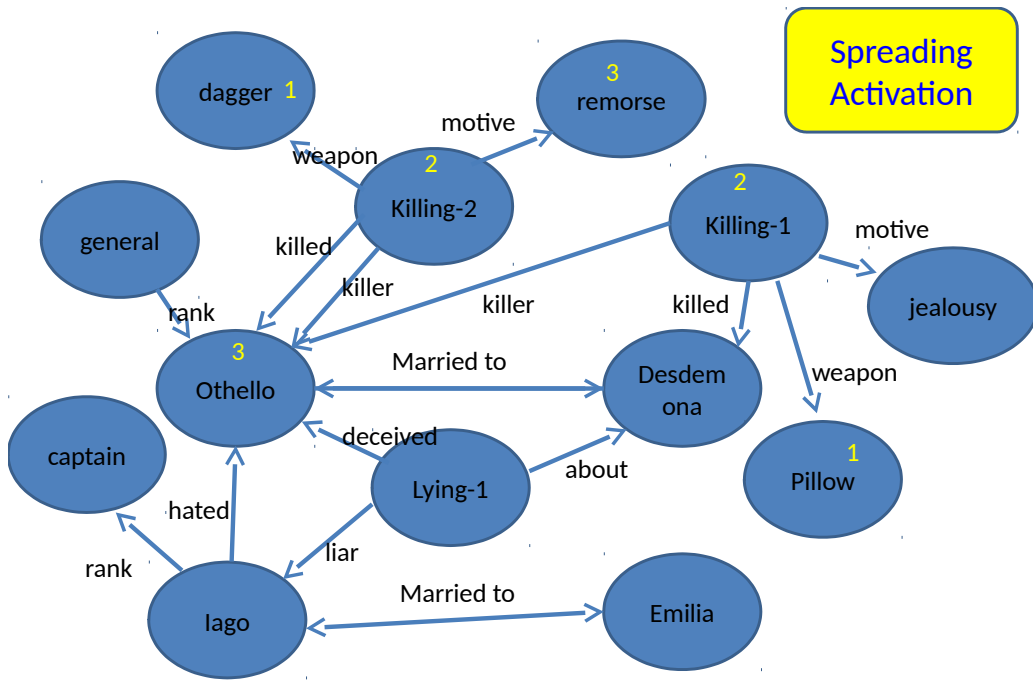 Spreading
Activation
3
remorse
dagger 1
motive
weapon
2
Killing-2
2
Killing-1
general
killed
motive
killer
killer
killed
jealousy
rank
3
Othello
Married to
Desdem
ona
weapon
captain
deceived
1
Pillow
Lying-1
about
hated
liar
rank
Married to
Iago
Emilia